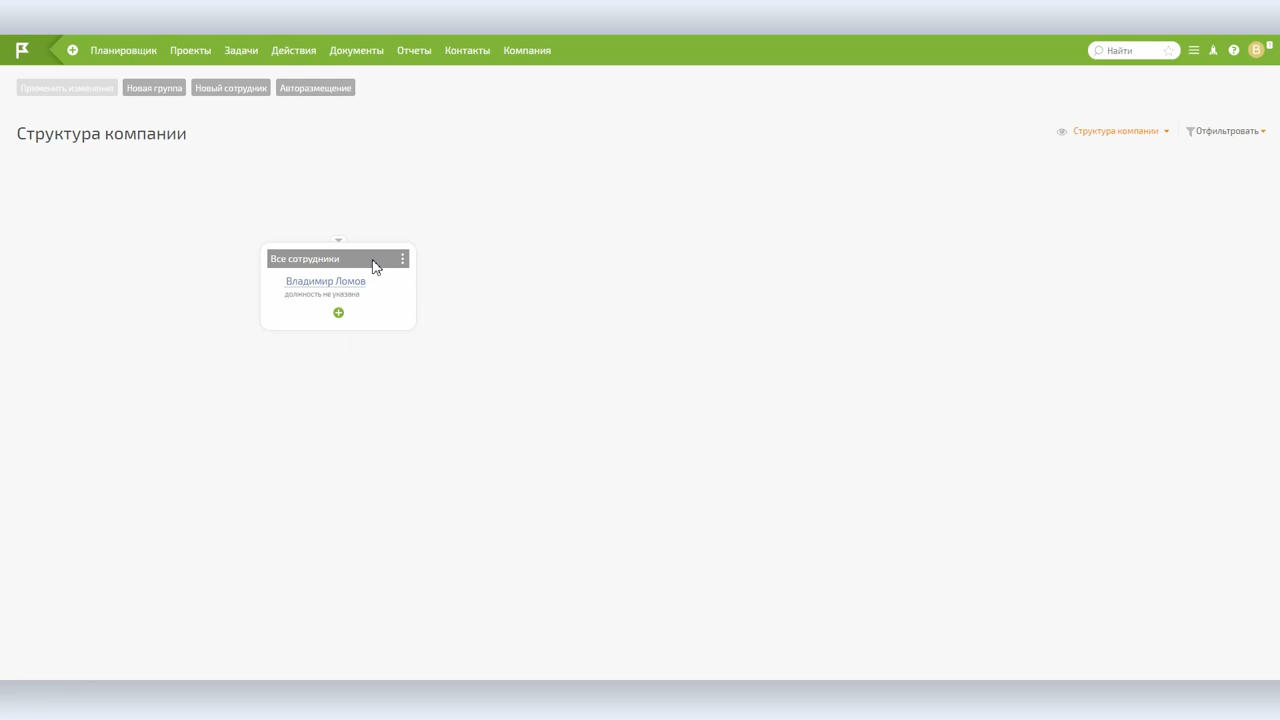 Планировщик Проекты Задачи Действия Документы Отчеты Контакты Компания Найти ? B 1
Применить изменения Новая группа Новый сотрудник Авторазмещение
Структура компании
Структура компании Отфильтровать
Все сотрудники
Владимир Ломов
должность не указана